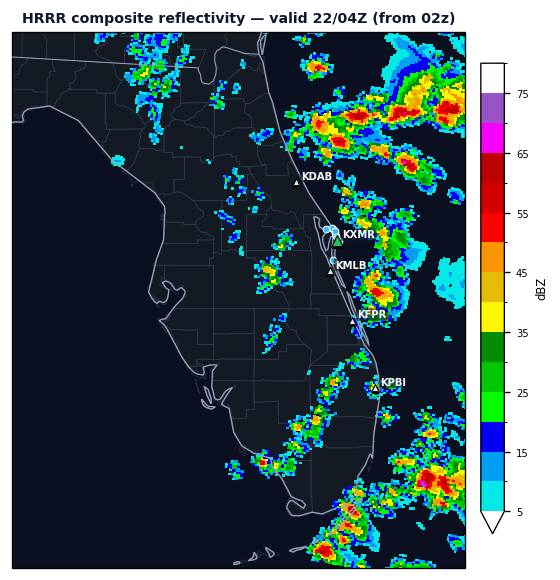 HRRR composite reflectivity — valid 22/04Z (from 02z)
KDAB
KXMR
KMLB
KFPR
KPBI
75
65
55
45
35
25
15
5
dBZ